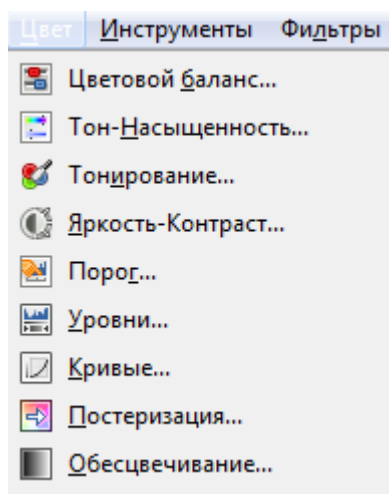 Цвет Инструменты Фильтры
Цветовой баланс...
Тон-Насыщенность...
Тонирование...
Яркость-Контраст...
Порог...
Уровни...
Кривые...
Постеризация...
Обесцвечивание...